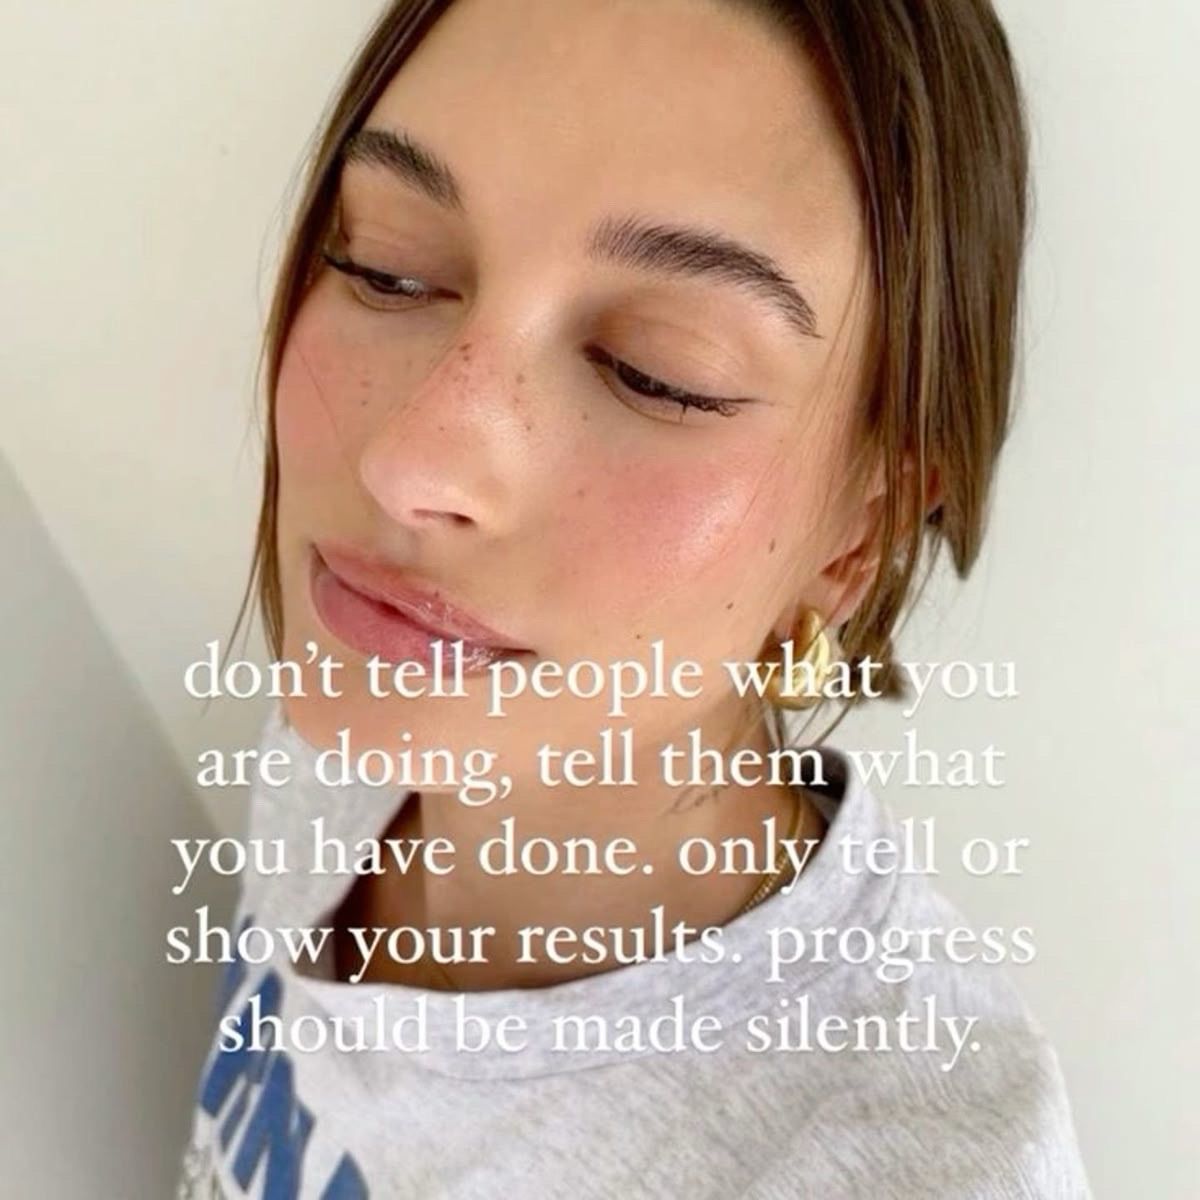 don't tell people what you
are doing, tell them what
you have done. only tell or
show your results. progress
should be made silently.